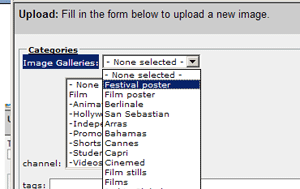 Upload: Fill in the form below to upload a new image.
Categories
Image Galleries: - None selected -
- None selected -
Festival poster
Film poster
Berlinale
San Sebastian
Arras
Bahamas
Cannes
Capri
Cinemed
Film stills
Films
- None
Film
-Anima
-Hollyw
-Indepe
-Promo
-Shorts
-Studen
-Videos
channel:
tags: